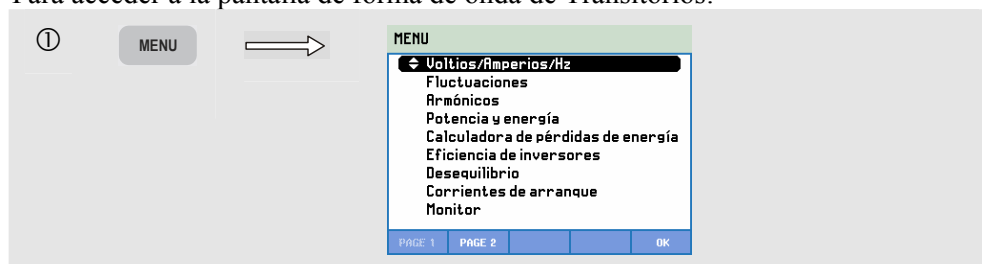 Para acceder a la pantalla de forma de onda de Transitorios:
①
MENU
MENU
Voltios/Amperios/Hz
Fluctuaciones
Armónicos
Potencia y energía
Calculadora de pérdidas de energía
Eficiencia de inversores
Desequilibrio
Corrientes de arranque
Monitor
PAGE 1 PAGE 2 OK